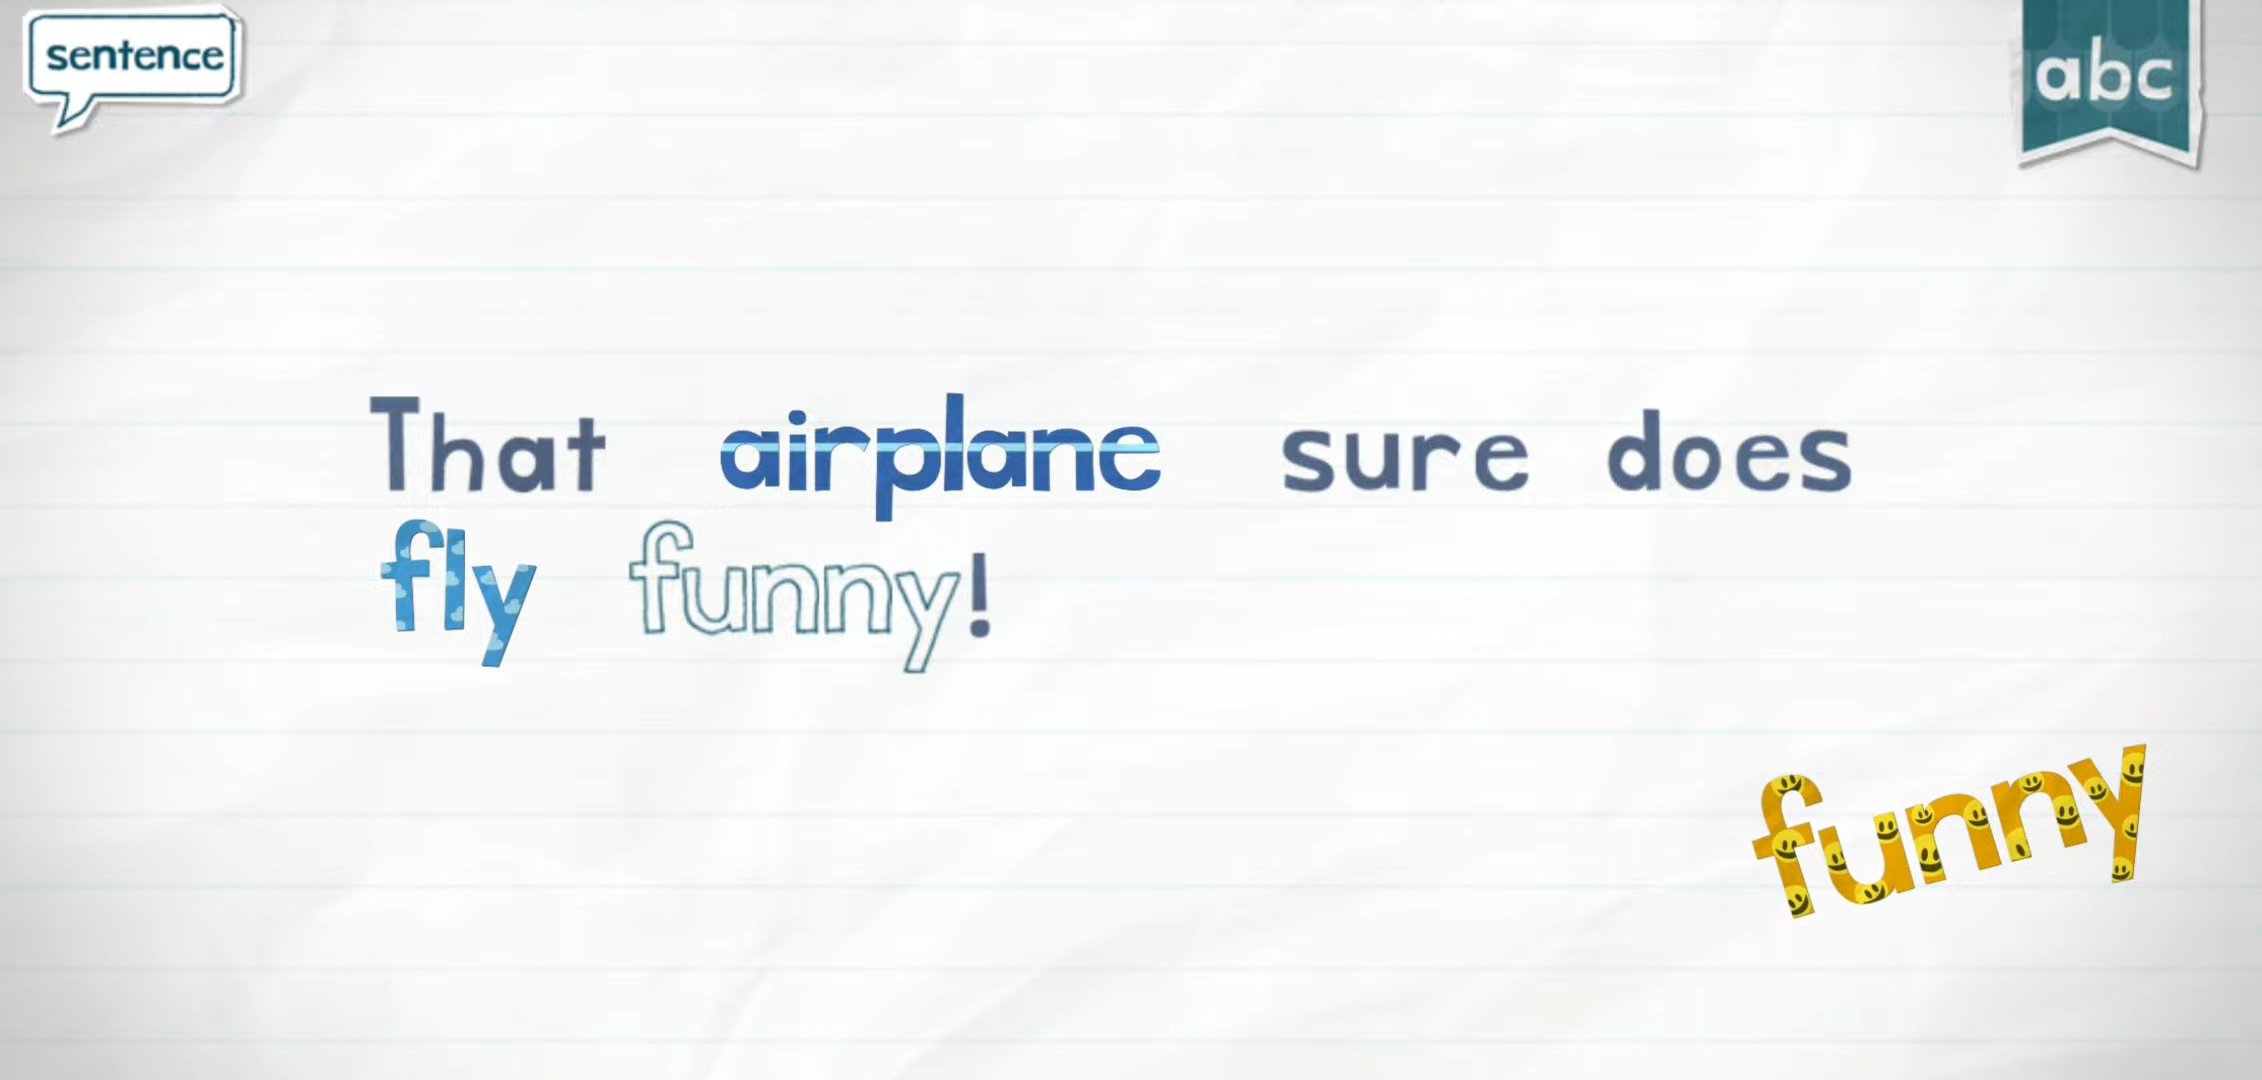 sentence
abc
That airplane sure does
fly funny!
funny